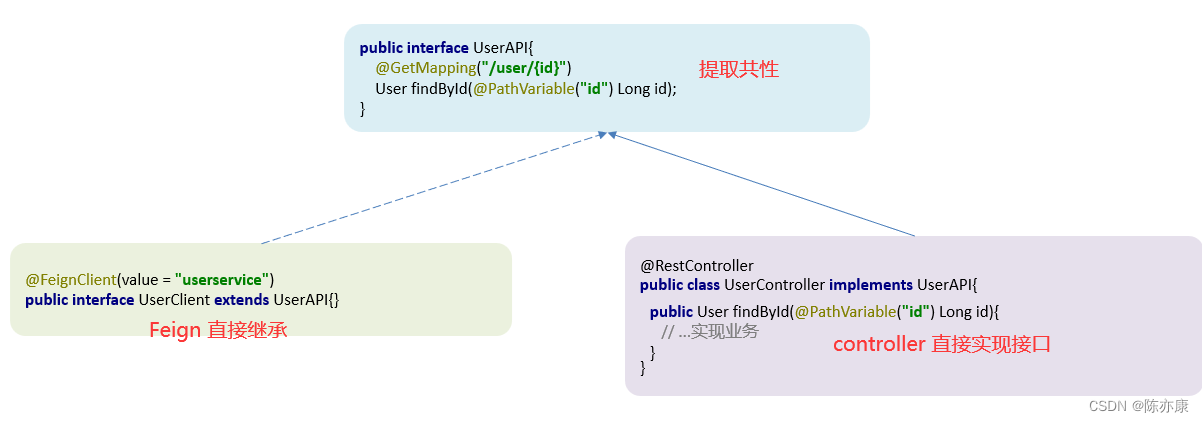 public interface UserAPI{
@GetMapping("/user/{id}")
提取共性
User findById(@PathVariable("id") Long id);
}
@FeignClient(value = "userservice")
public interface UserClient extends UserAPI{}
Feign 直接继承
@RestController
public class UserController implements UserAPI{
public User findById(@PathVariable("id") Long id){
// ...实现业务
controller 直接实现接口
}
}
CSDN @陈亦康